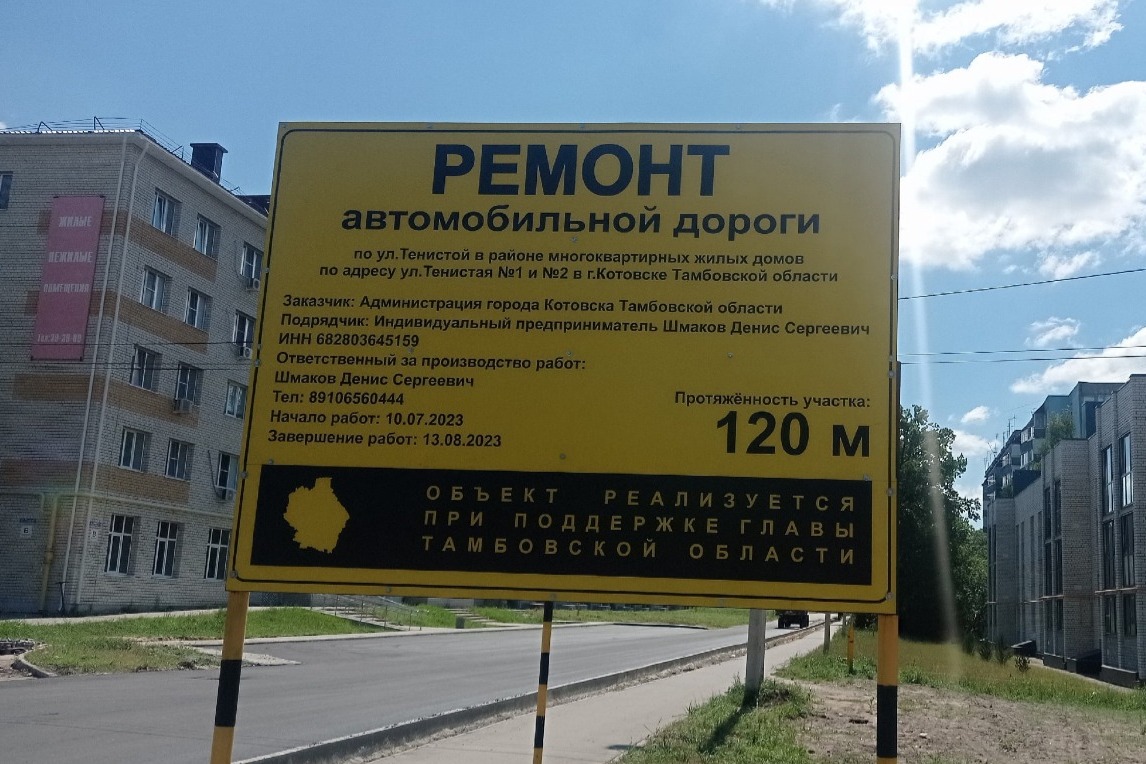 РЕМОНТ
автомобильной дороги
по ул.Тенистой в районе многоквартирных жилых домов
по адресу ул.Тенистая №1 и №2 в г.Котовске Тамбовской области
Заказчик: Администрация города Котовска Тамбовской области
Подрядчик: Индивидуальный предприниматель Шмаков Денис Сергеевич
ИНН 682803645159
Ответственный за производство работ:
Шмаков Денис Сергеевич
Тел: 89106560444
Начало работ: 10.07.2023
Завершение работ: 13.08.2023
Протяжённость участка:
120 м
ОБЪЕКТ РЕАЛИЗУЕТСЯ
ПРИ ПОДДЕРЖКЕ ГЛАВЫ
ТАМБОВСКОЙ ОБЛАСТИ
ЖИЛЫЕ
НЕЖИЛЫЕ